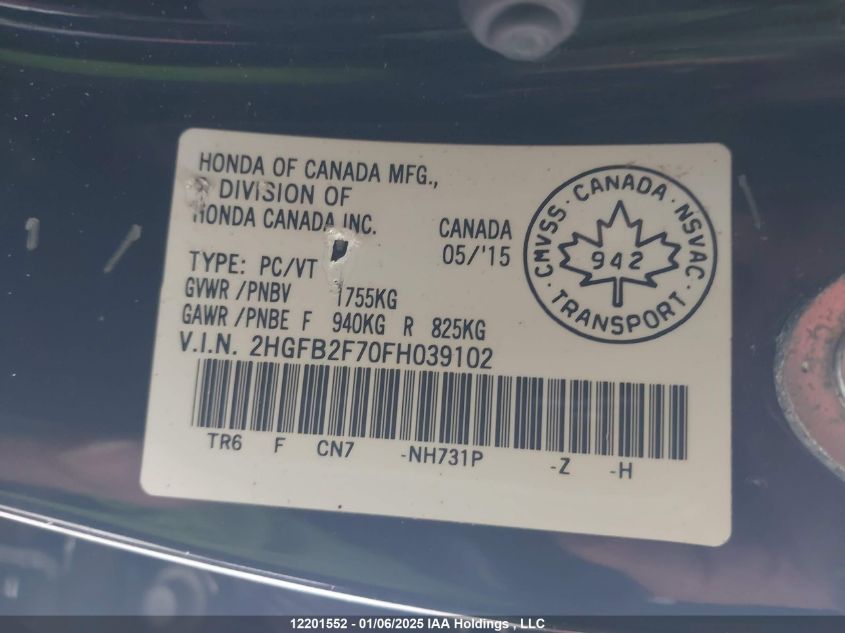 HONDA OF CANADA MFG.,
DIVISION OF
HONDA CANADA INC.
CANADA
05/'15
TYPE: PC/VT
GVWR /PNBV 1755KG
GAWR /PNBE F 940KG R 825KG
V.I.N. 2HGFB2F70FH039102
TR6 F CN7 -NH731P -Z -H
CMVSS · CANADA · NSVAC
942
· TRANSPORT ·
12201552 - 01/06/2025 IAA Holdings , LLC